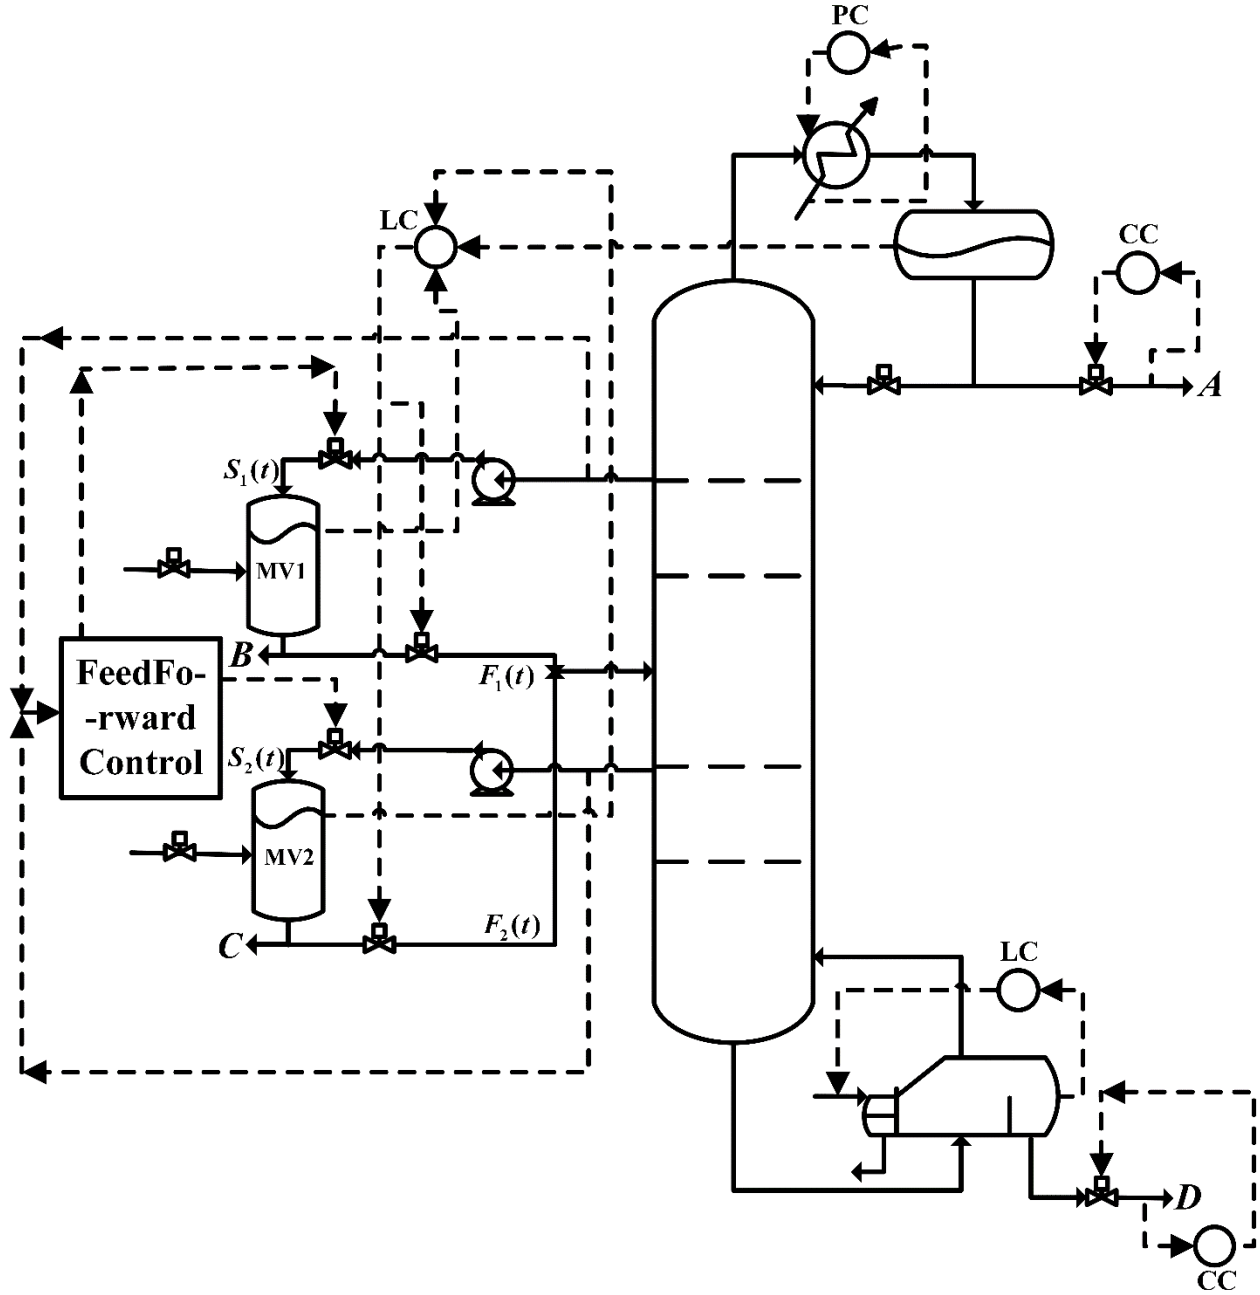 PC
LC
CC
A
S₁(t)
MV1
B
F₁(t)
FeedFo-
-rward
Control
S₂(t)
MV2
F₂(t)
C
LC
D
CC